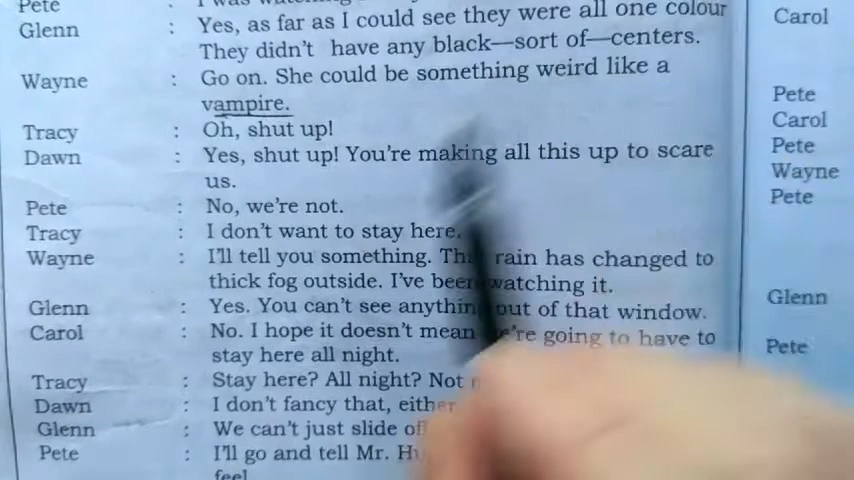 Pete
Glenn : Yes, as far as I could see they were all one colour
They didn't have any black—sort of—centers.
Wayne : Go on. She could be something weird like a
vampire.
Tracy : Oh, shut up!
Dawn : Yes, shut up! You're making all this up to scare
us.
Pete : No, we're not.
Tracy : I don't want to stay here.
Wayne : I'll tell you something. The rain has changed to
thick fog outside. I've been watching it.
Glenn : Yes. You can't see anything out of that window.
Carol : No. I hope it doesn't mean we're going to have to
stay here all night.
Tracy : Stay here? All night? Not
Dawn : I don't fancy that, either
Glenn : We can't just slide
Pete : I'll go and tell Mr.
feel
Carol
Pete
Carol
Pete
Wayne
Pete
Glenn
Pete